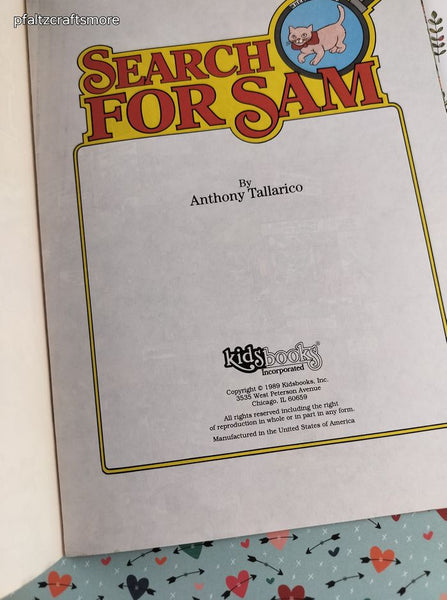 pfaltzcraftsmore
SEARCH
FOR SAM
By
Anthony Tallarico
kidsbooks
incorporated
Copyright © 1989 Kidsbooks, Inc.
3535 West Peterson Avenue
Chicago, IL 60659
All rights reserved including the right
of reproduction in whole or in part in any form.
Manufactured in the United States of America